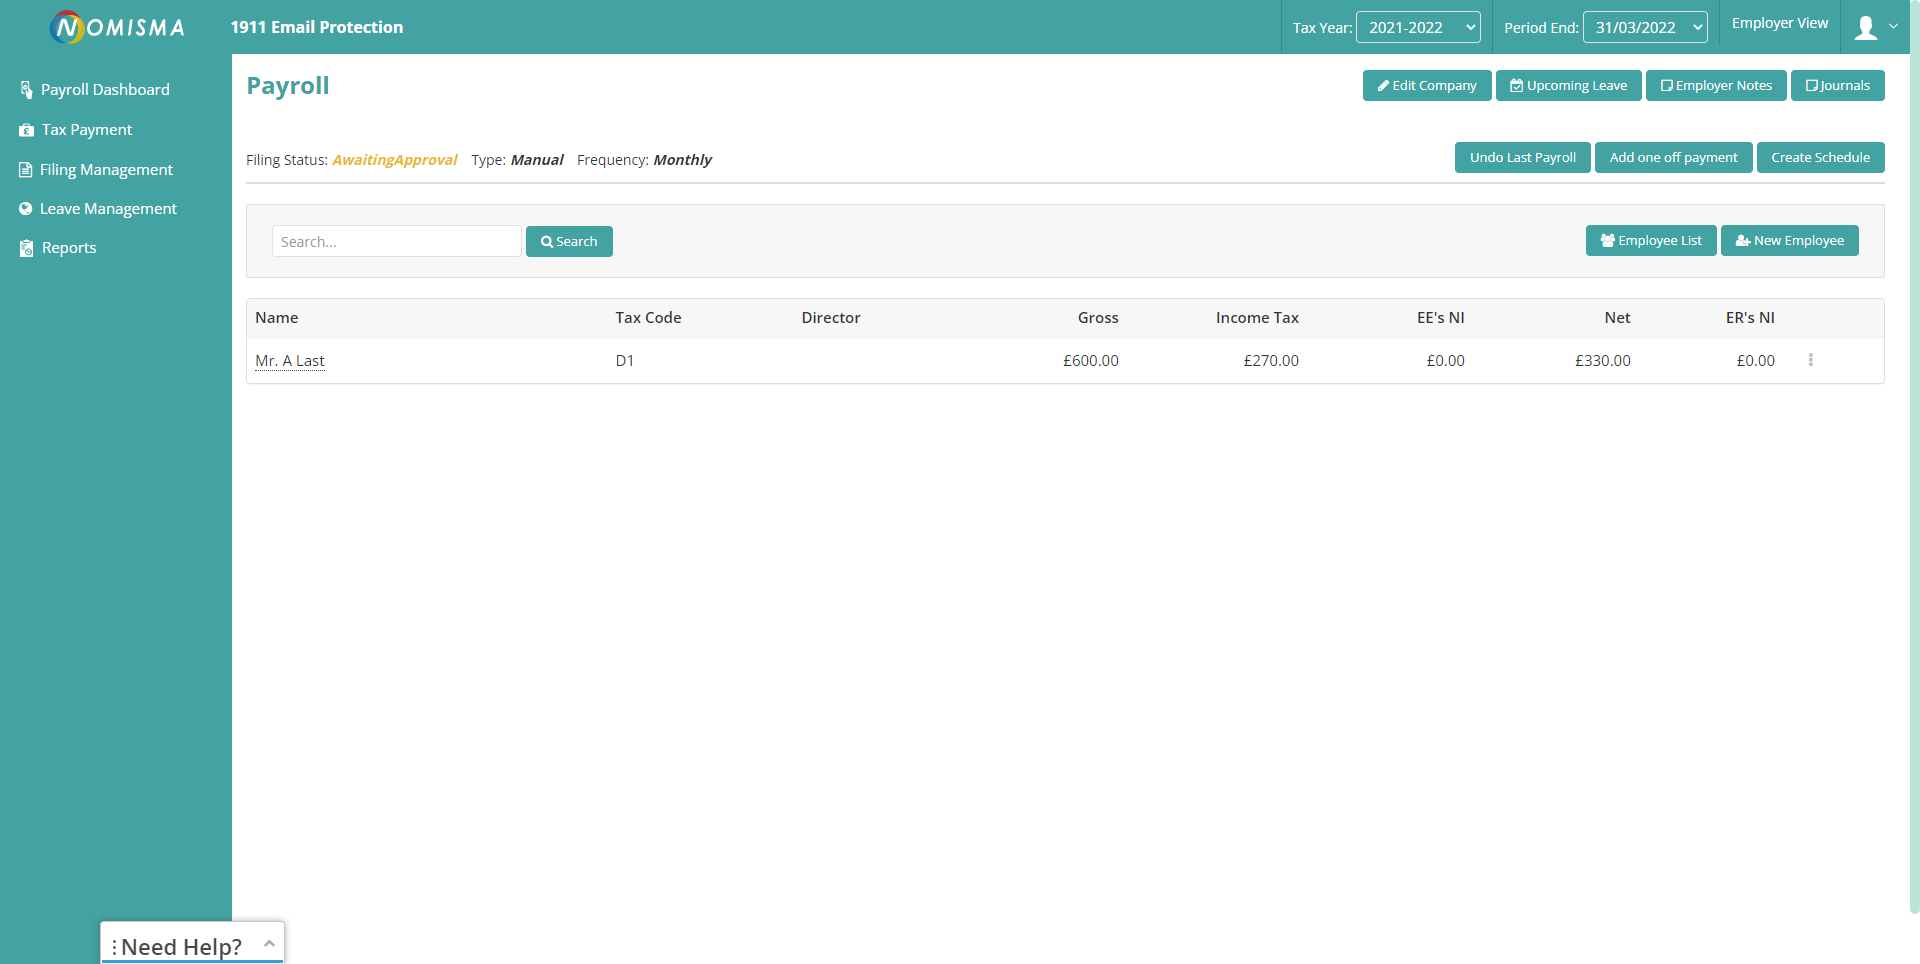 NOMISMA
1911 Email Protection
Tax Year: 2021-2022
Period End: 31/03/2022
Employer View
Payroll Dashboard
Tax Payment
Filing Management
Leave Management
Reports
Payroll
Edit Company
Upcoming Leave
Employer Notes
Journals
Filing Status: AwaitingApproval Type: Manual Frequency: Monthly
Undo Last Payroll
Add one off payment
Create Schedule
Search...
Search
Employee List
New Employee
Name Tax Code Director Gross Income Tax EE's NI Net ER's NI
Mr. A Last D1 £600.00 £270.00 £0.00 £330.00 £0.00
Need Help?